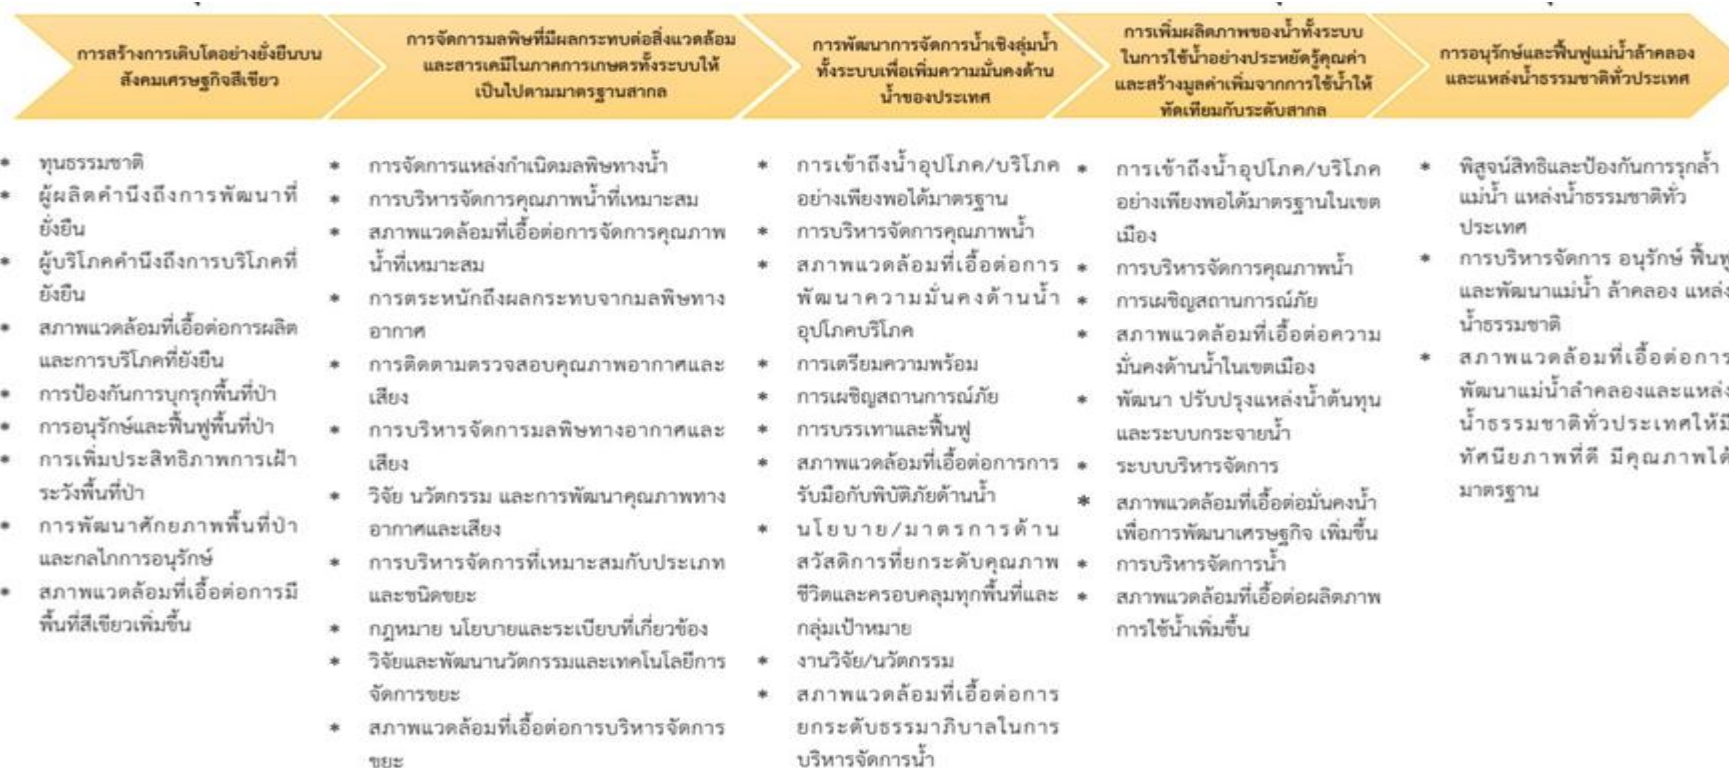 การสร้างการเติบโตอย่างยั่งยืนบน
สังคมเศรษฐกิจสีเขียว
การจัดการมลพิษที่มีผลกระทบต่อสิ่งแวดล้อม
และสารเคมีในภาคการเกษตรทั้งระบบให้
เป็นไปตามมาตรฐานสากล
การพัฒนาการจัดการน้ำเชิงลุ่มน้ำ
ทั้งระบบเพื่อเพิ่มความมั่นคงด้าน
น้ำของประเทศ
การเพิ่มผลิตภาพของน้ำทั้งระบบ
ในการใช้น้ำอย่างประหยัดรู้คุณค่า
และสร้างมูลค่าเพิ่มจากการใช้น้ำให้
ทัดเทียมกับระดับสากล
การอนุรักษ์และฟื้นฟูแม่น้ำลำคลอง
และแหล่งน้ำธรรมชาติทั่วประเทศ
* ทุนธรรมชาติ
* ผู้ผลิตคำนึงถึงการพัฒนาที่
ยั่งยืน
* ผู้บริโภคคำนึงถึงการบริโภคที่
ยังยืน
* สภาพแวดล้อมที่เอื้อต่อการผลิต
และการบริโภคที่ยังยืน
* การป้องกันการบุกรุกพื้นที่ป่า
* การอนุรักษ์และฟื้นฟูพื้นที่ป่า
* การเพิ่มประสิทธิภาพการเฝ้า
ระวังพื้นที่ป่า
* การพัฒนาศักยภาพพื้นที่ป่า
และกลไกการอนุรักษ์
* สภาพแวดล้อมที่เอื้อต่อการมี
พื้นที่สีเขียวเพิ่มขึ้น
* การจัดการแหล่งกำเนิดมลพิษทางน้ำ
* การบริหารจัดการคุณภาพน้ำที่เหมาะสม
* สภาพแวดล้อมที่เอื้อต่อการจัดการคุณภาพ
น้ำที่เหมาะสม
* การตระหนักถึงผลกระทบจากมลพิษทาง
อากาศ
* การติดตามตรวจสอบคุณภาพอากาศและ
เสียง
* การบริหารจัดการมลพิษทางอากาศและ
เสียง
* วิจัย นวัตกรรม และการพัฒนาคุณภาพทาง
อากาศและเสียง
* การบริหารจัดการที่เหมาะสมกับประเภท
และชนิดขยะ
* กฎหมาย นโยบายและระเบียบที่เกี่ยวข้อง
* วิจัยและพัฒนานวัตกรรมและเทคโนโลยีการ
จัดการขยะ
* สภาพแวดล้อมที่เอื้อต่อการบริหารจัดการ
ขยะ
* การเข้าถึงน้ำอุปโภค/บริโภค
อย่างเพียงพอได้มาตรฐาน
* การบริหารจัดการคุณภาพน้ำ
* สภาพแวดล้อมที่เอื้อต่อการ
พัฒนาความมั่นคงด้านน้ำ
อุปโภคบริโภค
* การเตรียมความพร้อม
* การเผชิญสถานการณ์ภัย
* การบรรเทาและฟื้นฟู
* สภาพแวดล้อมที่เอื้อต่อการการ
รับมือกับพิบัติภัยด้านน้ำ
* นโยบาย/มาตรการด้าน
สวัสดิการที่ยกระดับคุณภาพ
ชีวิตและครอบคลุมทุกพื้นที่และ
กลุ่มเป้าหมาย
* งานวิจัย/นวัตกรรม
* สภาพแวดล้อมที่เอื้อต่อการ
ยกระดับธรรมาภิบาลในการ
บริหารจัดการน้ำ
* การเข้าถึงน้ำอุปโภค/บริโภค
อย่างเพียงพอได้มาตรฐานในเขต
เมือง
* การบริหารจัดการคุณภาพน้ำ
* การเผชิญสถานการณ์ภัย
* สภาพแวดล้อมที่เอื้อต่อความ
มั่นคงด้านน้ำในเขตเมือง
* พัฒนา ปรับปรุงแหล่งน้ำต้นทุน
และระบบกระจายน้ำ
* ระบบบริหารจัดการ
* สภาพแวดล้อมที่เอื้อต่อมั่นคงน้ำ
เพื่อการพัฒนาเศรษฐกิจ เพิ่มขึ้น
* การบริหารจัดการน้ำ
* สภาพแวดล้อมที่เอื้อต่อผลิตภาพ
การใช้น้ำเพิ่มขึ้น
* พิสูจน์สิทธิและป้องกันการรุกล้ำ
แม่น้ำ แหล่งน้ำธรรมชาติทั่ว
ประเทศ
* การบริหารจัดการ อนุรักษ์ ฟื้นฟู
และพัฒนาแม่น้ำ ลำคลอง แหล่ง
น้ำธรรมชาติ
* สภาพแวดล้อมที่เอื้อต่อการ
พัฒนาแม่น้ำลำคลองและแหล่ง
น้ำธรรมชาติทั่วประเทศให้มี
ทัศนียภาพที่ดี มีคุณภาพได้
มาตรฐาน